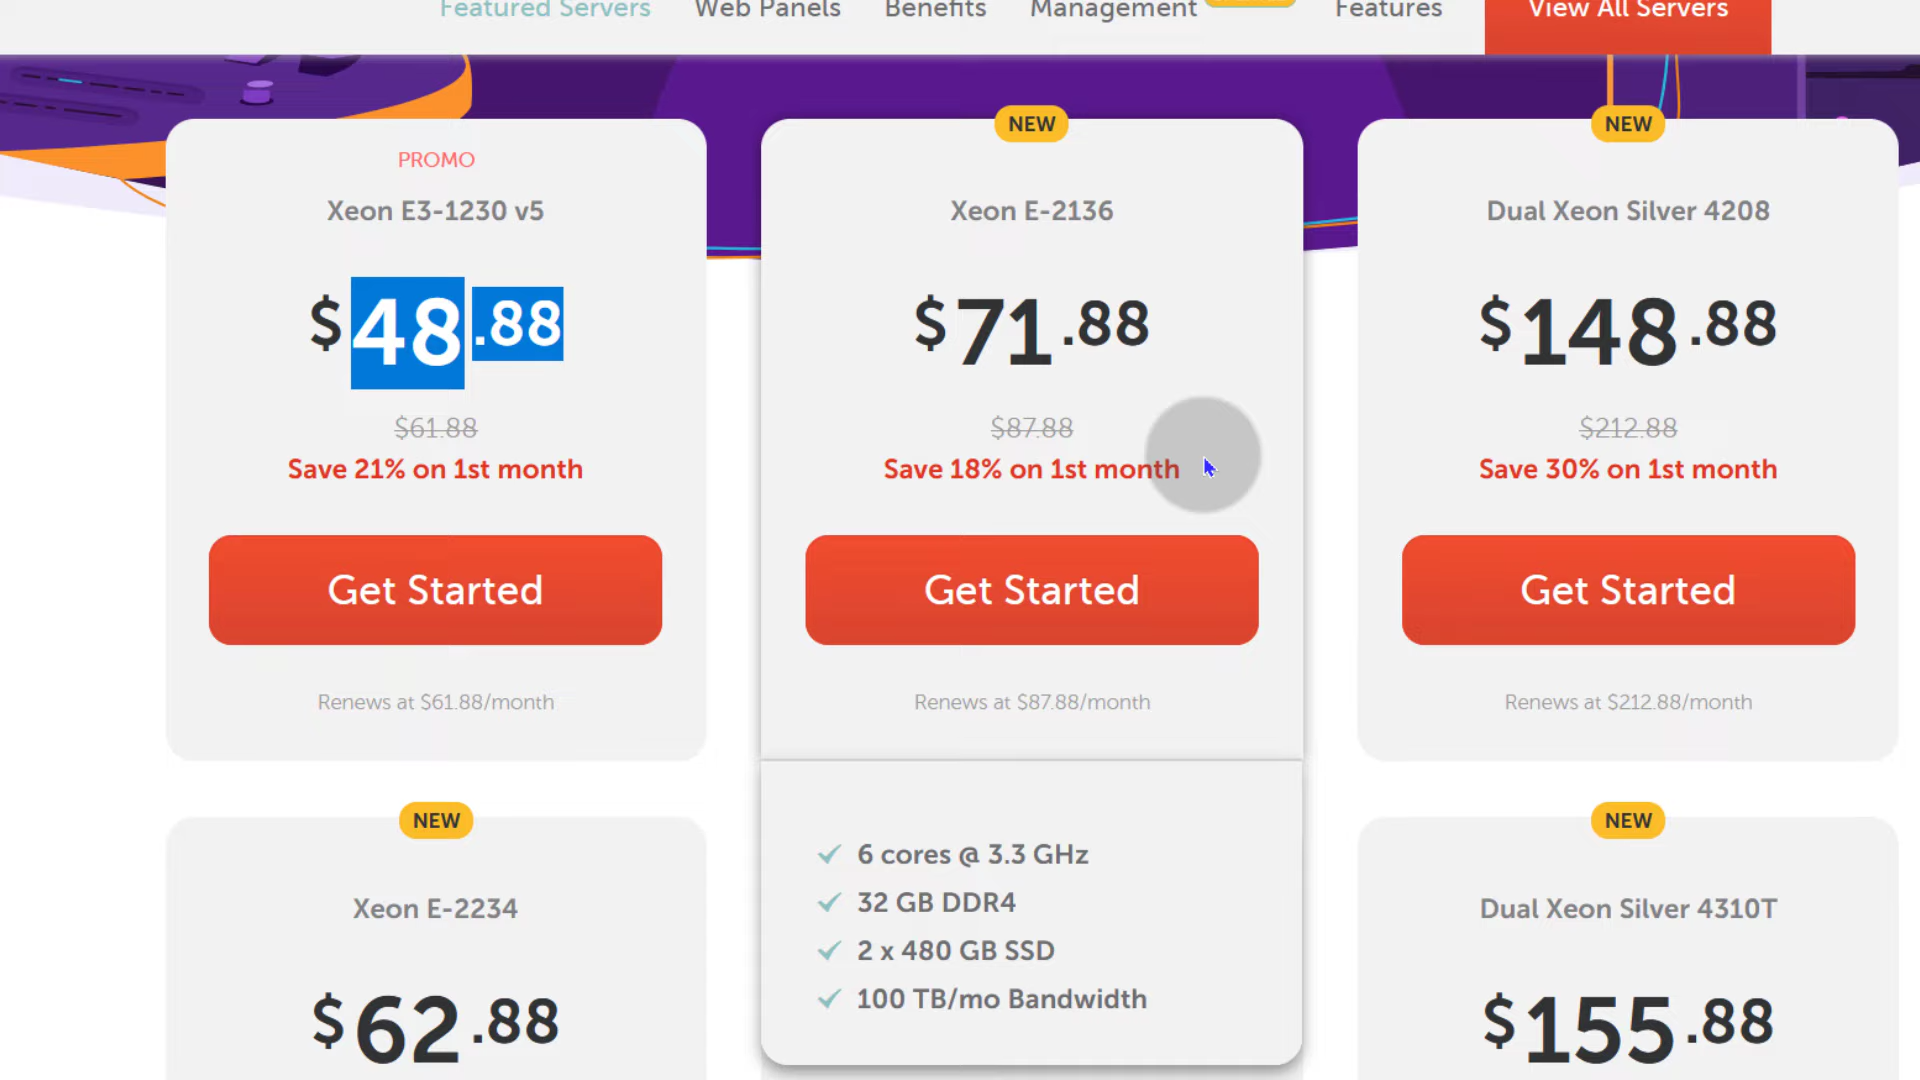 Featured Servers
Web Panels
Benefits
Management
Features
View All Servers
PROMO
Xeon E3-1230 v5
$48.88
$61.88
Save 21% on 1st month
Get Started
Renews at $61.88/month
NEW
Xeon E-2136
$71.88
$87.88
Save 18% on 1st month
Get Started
Renews at $87.88/month
6 cores @ 3.3 GHz
32 GB DDR4
2 x 480 GB SSD
100 TB/mo Bandwidth
NEW
Dual Xeon Silver 4208
$148.88
$212.88
Save 30% on 1st month
Get Started
Renews at $212.88/month
NEW
Xeon E-2234
$62.88
NEW
Dual Xeon Silver 4310T
$155.88